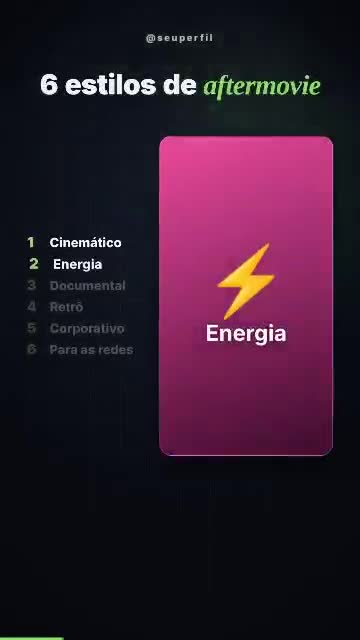 @seuperfil
6 estilos de aftermovie
1 Cinemático
2 Energia
3 Documental
4 Retrô
5 Corporativo
6 Para as redes
Energia